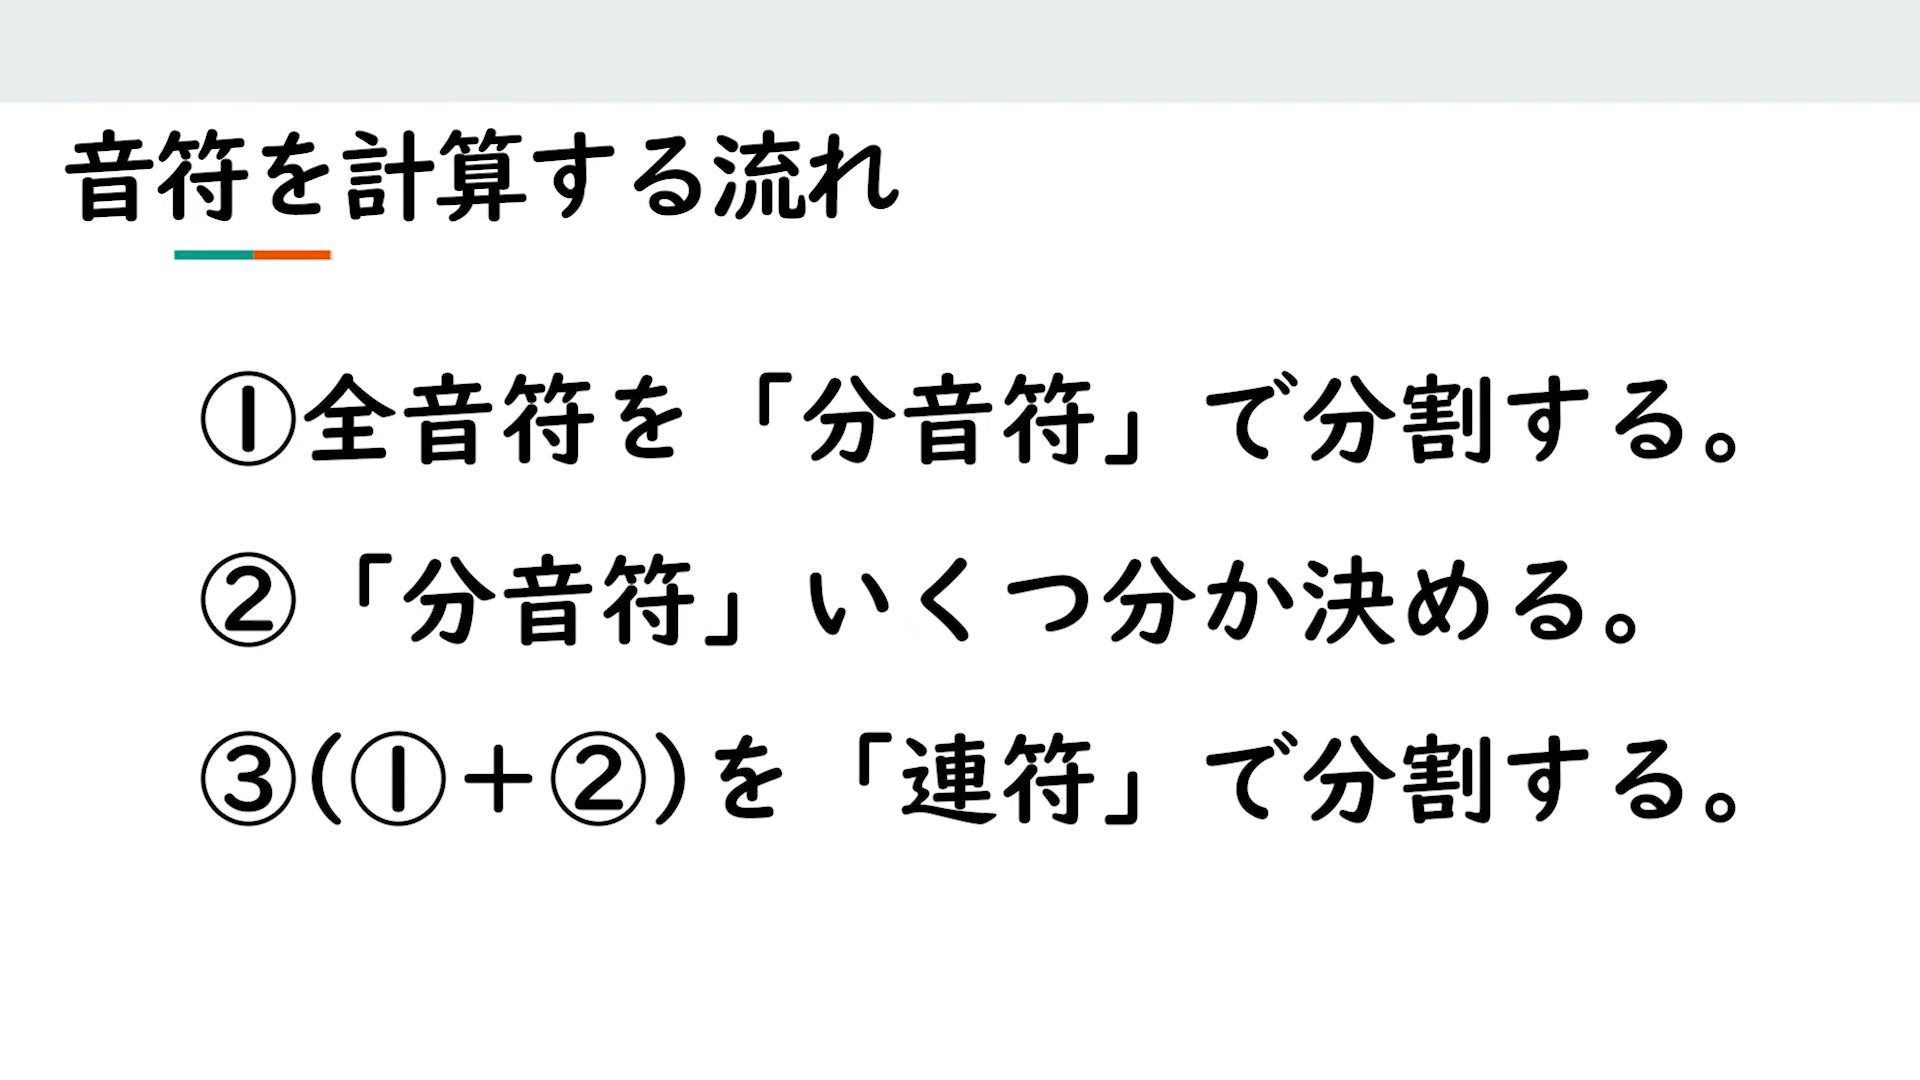 音符を計算する流れ
①全音符を「分音符」で分割する。
②「分音符」いくつ分か決める。
③(①+②)を「連符」で分割する。